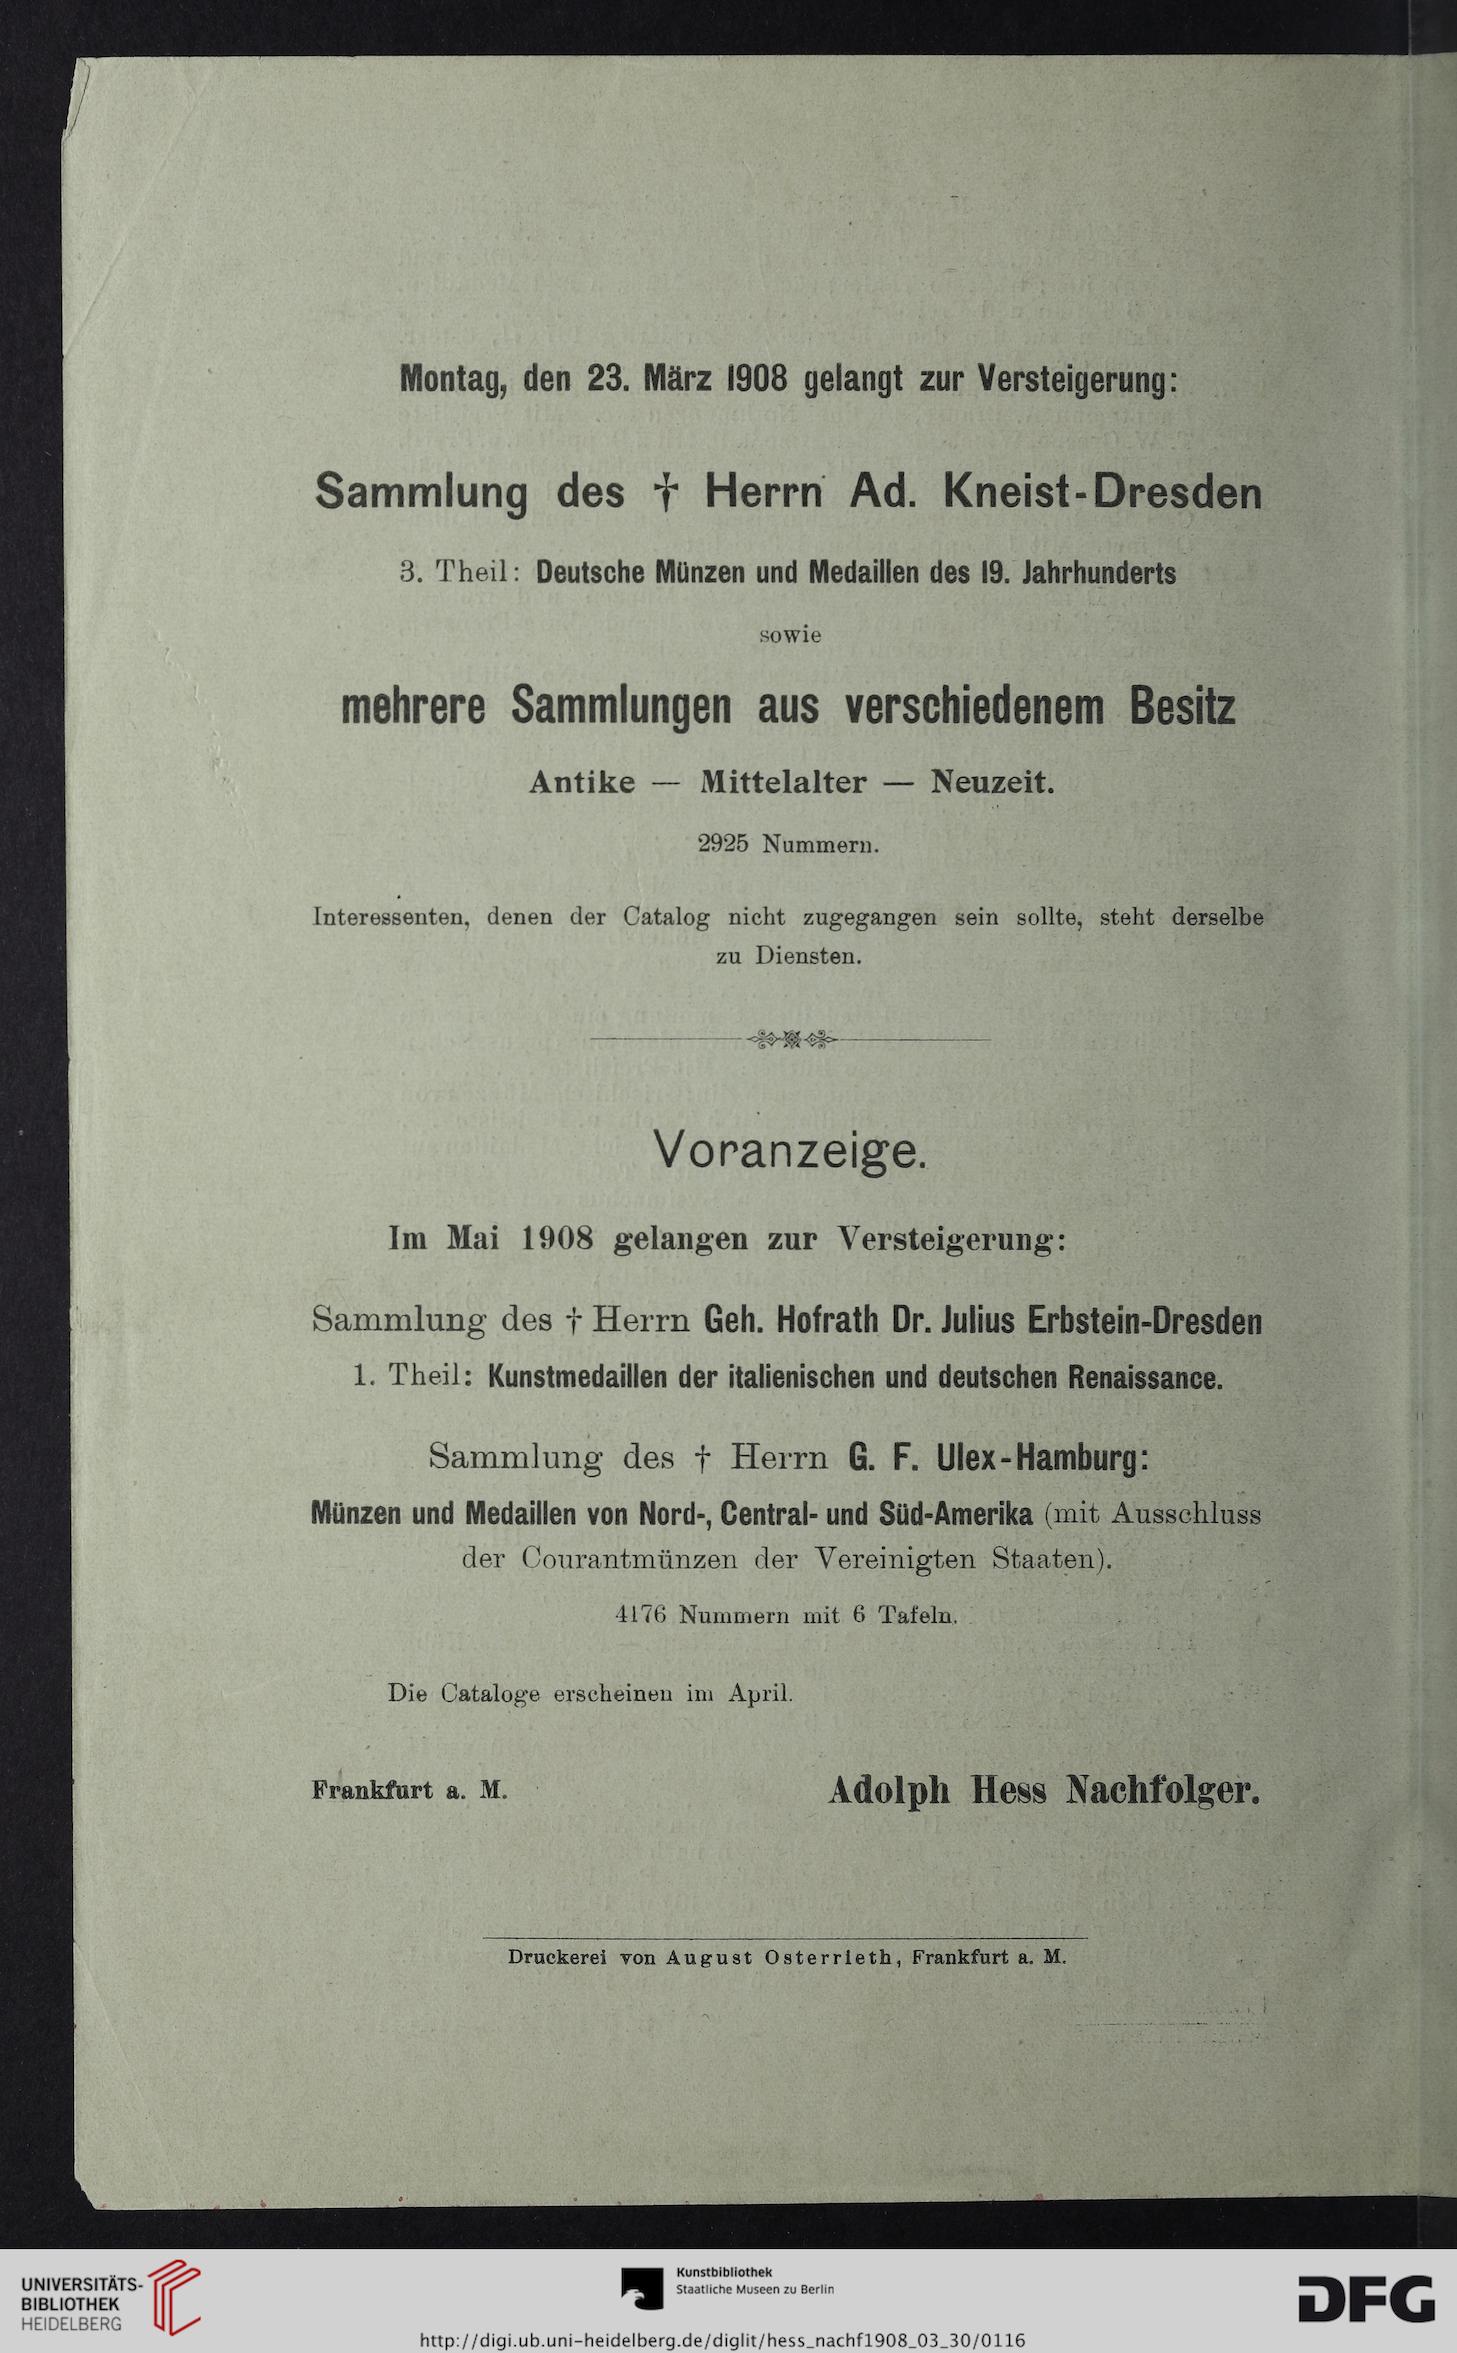 Montag, den 23. März 1908 gelangt zur Versteigerung:
Sammlung des † Herrn Ad. Kneist-Dresden
3. Theil: Deutsche Münzen und Medaillen des 19. Jahrhunderts
sowie
mehrere Sammlungen aus verschiedenem Besitz
Antike — Mittelalter — Neuzeit.
2925 Nummern.
Interessenten, denen der Catalog nicht zugegangen sein sollte, steht derselbe
zu Diensten.
Voranzeige.
Im Mai 1908 gelangen zur Versteigerung:
Sammlung des † Herrn Geh. Hofrath Dr. Julius Erbstein-Dresden
1. Theil: Kunstmedaillen der italienischen und deutschen Renaissance.
Sammlung des † Herrn G. F. Ulex-Hamburg:
Münzen und Medaillen von Nord-, Central- und Süd-Amerika (mit Ausschluss
der Courantmünzen der Vereinigten Staaten).
4176 Nummern mit 6 Tafeln.
Die Cataloge erscheinen im April.
Frankfurt a. M. Adolph Hess Nachfolger.
Druckerei von August Osterrieth, Frankfurt a. M.
UNIVERSITÄTS-
BIBLIOTHEK
HEIDELBERG
Kunstbibliothek
Staatliche Museen zu Berlin
DFG
http://digi.ub.uni-heidelberg.de/diglit/hess_nachf1908_03_30/0116